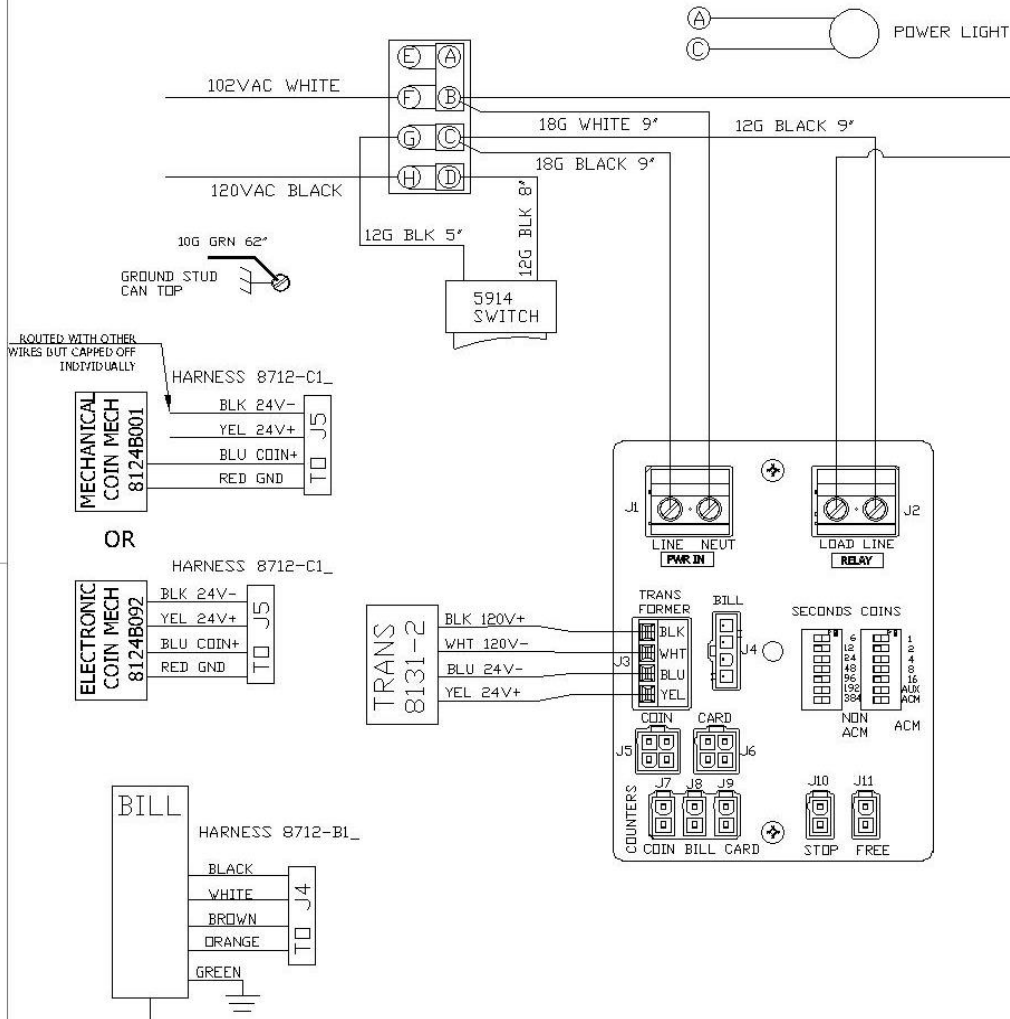 A
C
POWER LIGHT
E A
102VAC WHITE
F B
18G WHITE 9"
12G BLACK 9"
G C
18G BLACK 9"
H D
120VAC BLACK
12G BLK 5"
12G BLK 8"
10G GRN 62"
GROUND STUD
CAN TOP
5914
SWITCH
ROUTED WITH OTHER
WIRES BUT CAPPED OFF
INDIVIDUALLY
HARNESS 8712-C1_
MECHANICAL
COIN MECH
8124B001
BLK 24V-
YEL 24V+
BLU COIN+
RED GND
TO J5
OR
HARNESS 8712-C1_
ELECTRONIC
COIN MECH
8124B092
BLK 24V-
YEL 24V+
BLU COIN+
RED GND
TO J5
TRANS
8131-2
BLK 120V+
WHT 120V-
BLU 24V-
YEL 24V+
J1
LINE NEUT
PWR IN
J2
LOAD LINE
RELAY
TRANS
FORMER
BLK
WHT
BLU
YEL
J3
BILL
J4
SECONDS COINS
6
12
24
48
96
192
384
1
2
4
8
16
AUX
ACM
NON
ACM
ACM
COIN CARD
J5 J6
J7 J8 J9
COUNTERS
COIN BILL CARD
J10 J11
STOP FREE
BILL
HARNESS 8712-B1_
BLACK
WHITE
BROWN
ORANGE
TO J4
GREEN